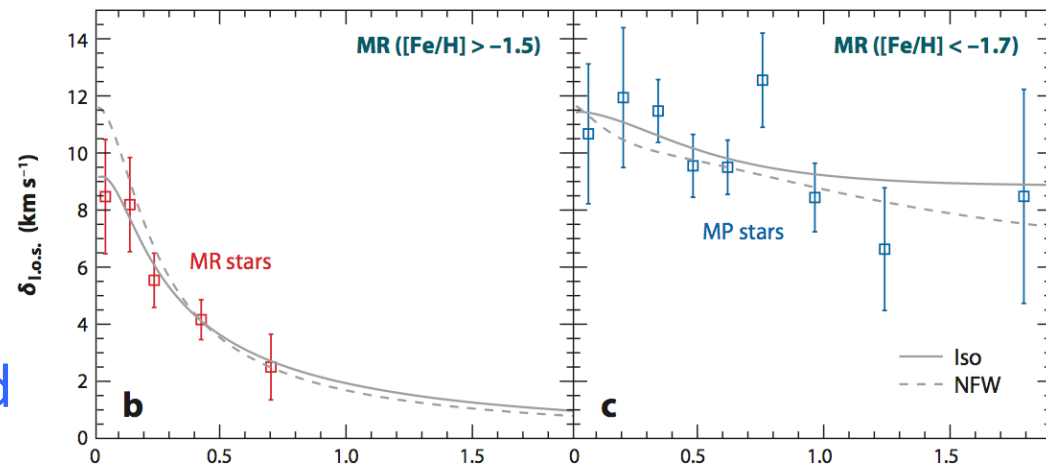 14
12
10
8
6
4
2
0
δl.o.s. (km s−1)
MR ([Fe/H] > −1.5)
MR stars
b
0 0.5 1.0 1.5
MR ([Fe/H] < −1.7)
MP stars
Iso
NFW
c
0.5 1.0 1.5